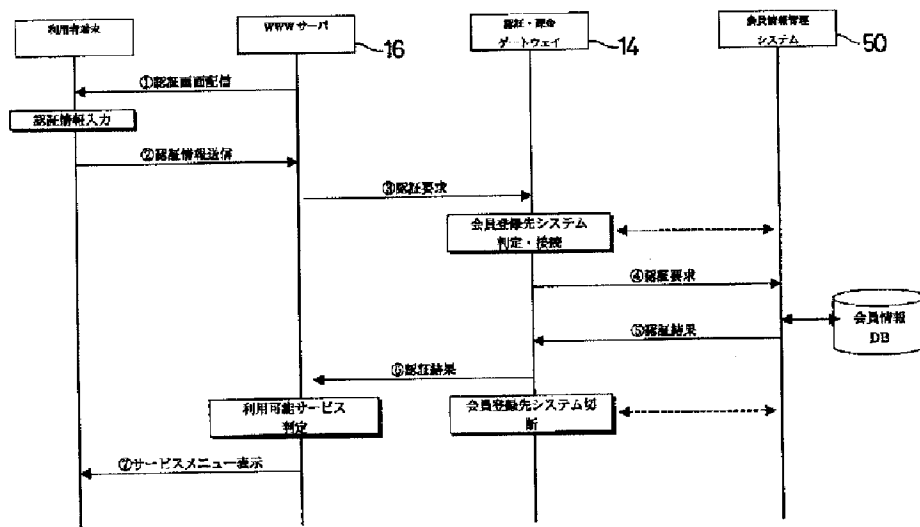 利用者端末
WWWサーバ
16
認証・課金
ゲートウェイ
14
会員情報管理
システム
50
①認証画面配信
認証情報入力
②認証情報送信
③認証要求
会員登録先システム
判定・接続
④認証要求
会員情報
DB
⑤認証結果
⑥認証結果
利用可能サービス
判定
会員登録先システム切
断
⑦サービスメニュー表示